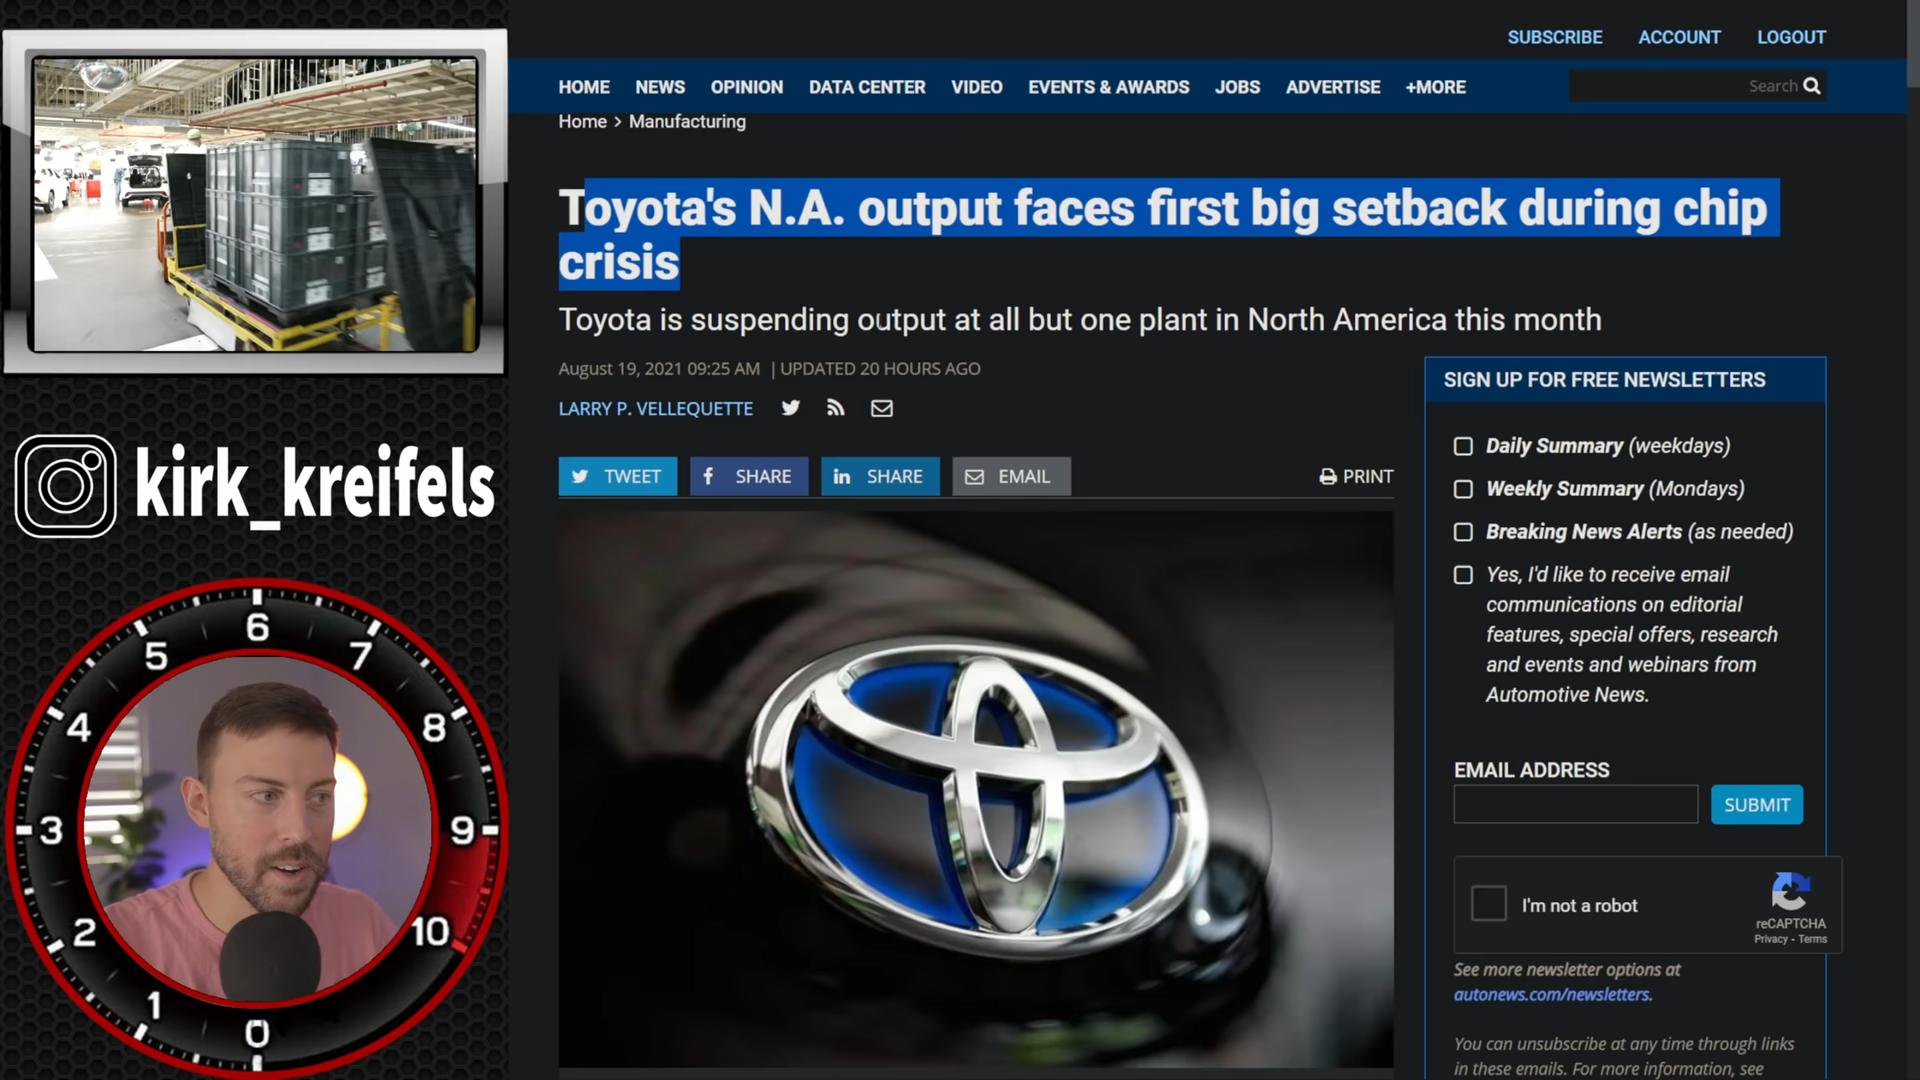 SUBSCRIBE ACCOUNT LOGOUT
HOME NEWS OPINION DATA CENTER VIDEO EVENTS & AWARDS JOBS ADVERTISE +MORE Search
Home > Manufacturing
Toyota's N.A. output faces first big setback during chip
crisis
Toyota is suspending output at all but one plant in North America this month
August 19, 2021 09:25 AM | UPDATED 20 HOURS AGO
LARRY P. VELLEQUETTE
TWEET SHARE SHARE EMAIL PRINT
SIGN UP FOR FREE NEWSLETTERS
Daily Summary (weekdays)
Weekly Summary (Mondays)
Breaking News Alerts (as needed)
Yes, I'd like to receive email
communications on editorial
features, special offers, research
and events and webinars from
Automotive News.
EMAIL ADDRESS
SUBMIT
I'm not a robot
reCAPTCHA
Privacy - Terms
See more newsletter options at
autonews.com/newsletters.
You can unsubscribe at any time through links
in these emails. For more information, see
kirk_kreifels
0
1
2
3
4
5
6
7
8
9
10